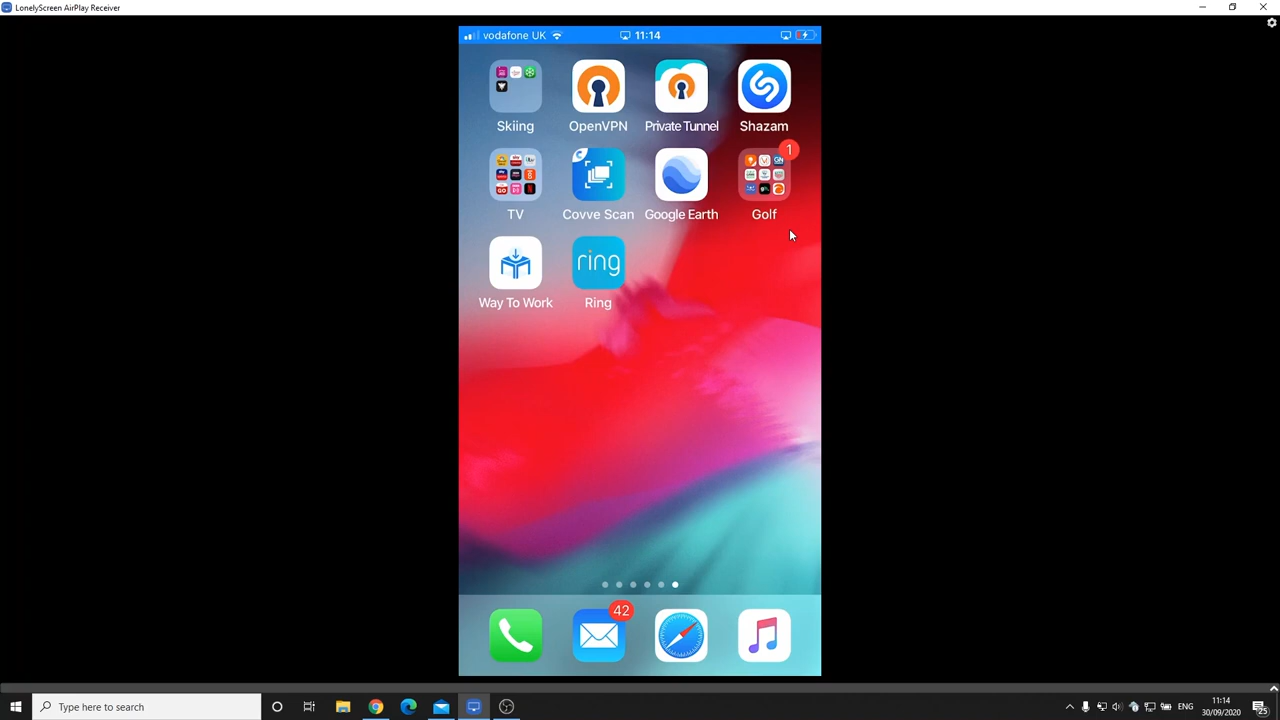 LonelyScreen AirPlay Receiver
vodafone UK 11:14
Skiing OpenVPN Private Tunnel Shazam
1
TV Covve Scan Google Earth Golf
ring
Way To Work Ring
42
Type here to search
ENG
11:14
30/09/2020
25